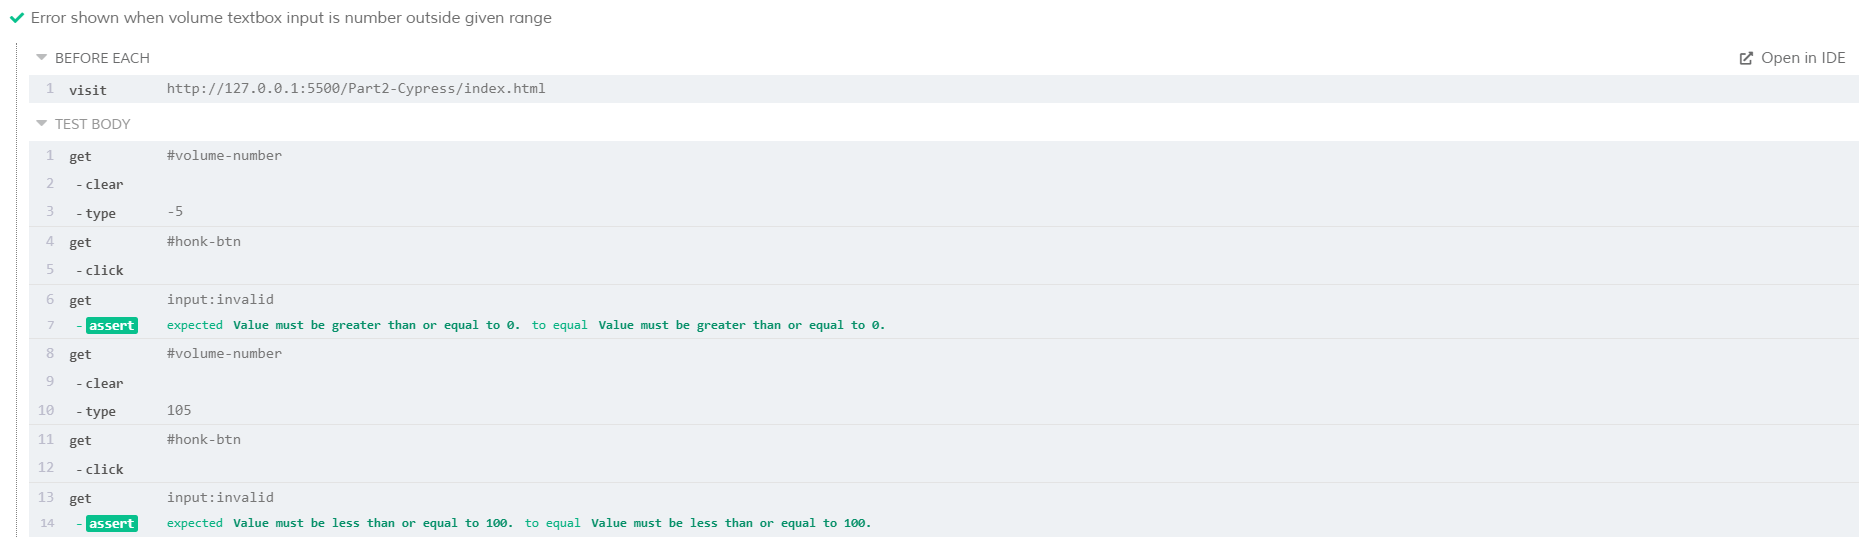 Error shown when volume textbox input is number outside given range
BEFORE EACH
Open in IDE
1 visit http://127.0.0.1:5500/Part2-Cypress/index.html
TEST BODY
1 get #volume-number
2 -clear
3 -type -5
4 get #honk-btn
5 -click
6 get input:invalid
7 -assert expected Value must be greater than or equal to 0. to equal Value must be greater than or equal to 0.
8 get #volume-number
9 -clear
10 -type 105
11 get #honk-btn
12 -click
13 get input:invalid
14 -assert expected Value must be less than or equal to 100. to equal Value must be less than or equal to 100.